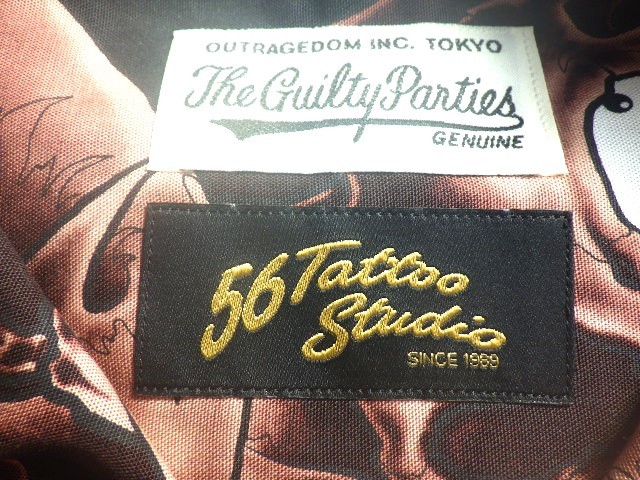 OUTRAGEDOM INC. TOKYO
The Guilty Parties
GENUINE
56 Tattoo
Studio
SINCE 1989